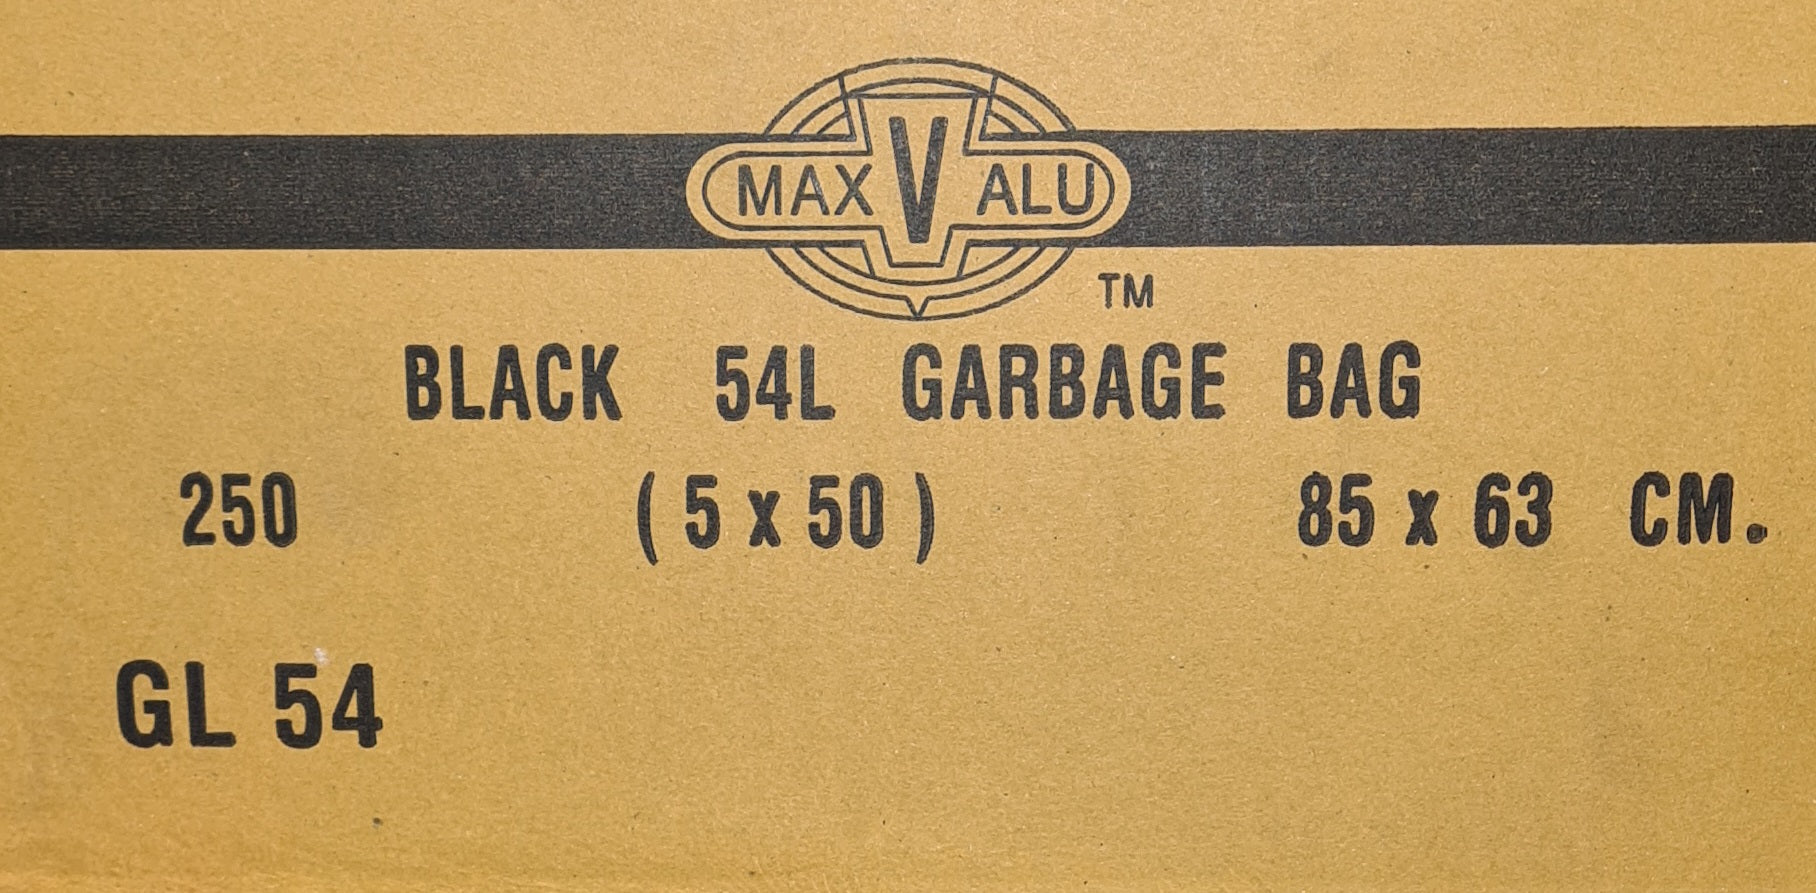 MAX V ALU
TM
BLACK 54L GARBAGE BAG
250 ( 5 x 50 ) 85 x 63 CM.
GL 54